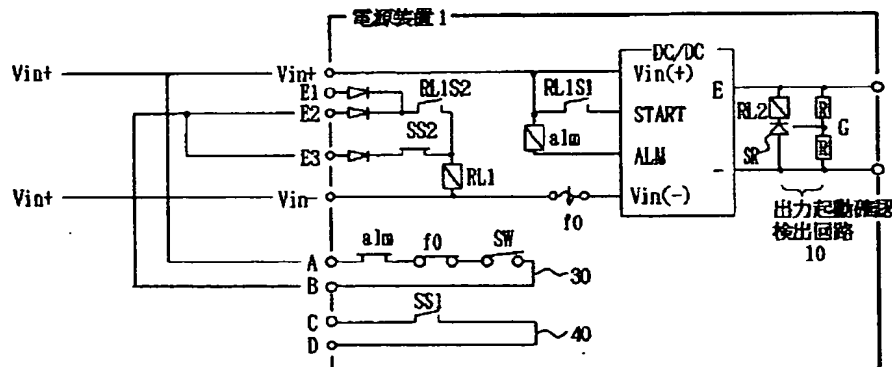 電源装置1
DC/DC
Vin+
Vin+
Vin(+)
E
E1
RL1S2
RL1S1
E2
START
RL2
R
SS2
alm
G
E3
ALM
SR
R
RL1
Vin+
Vin-
Vin(-)
-
f0
出力起動確認
検出回路
10
A
alm
f0
SW
30
B
SS1
C
40
D